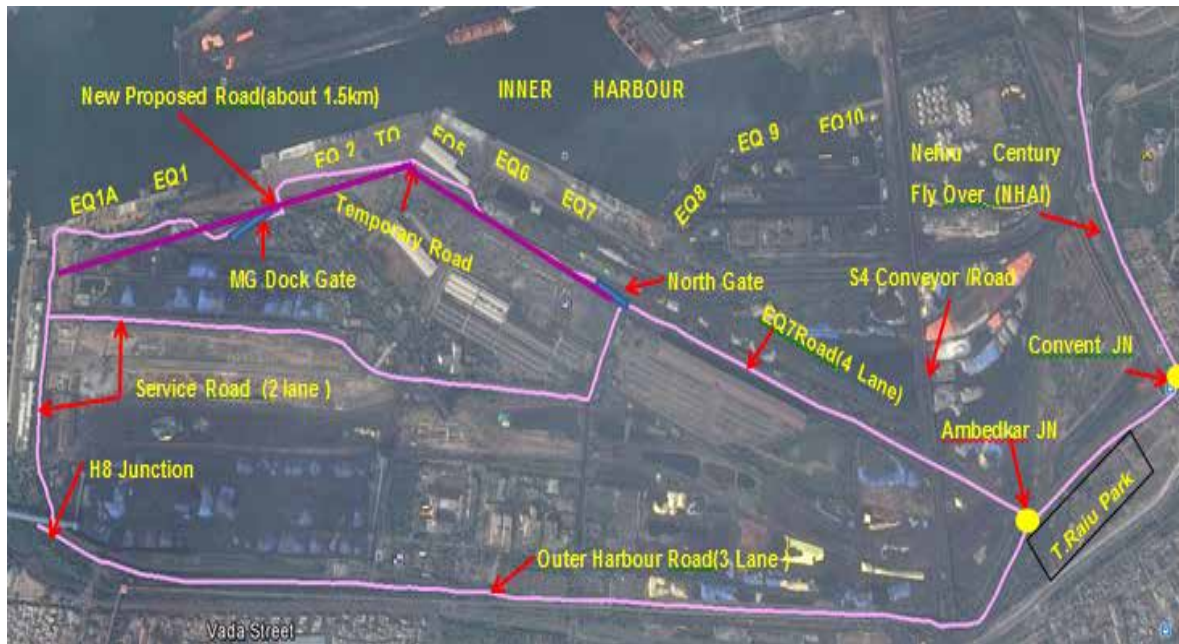 INNER HARBOUR
New Proposed Road(about 1.5km)
EQ 9
EQ10
EQ 2 TO EQ5
EQ1A
EQ1
EQ6
EQ7
EQ8
Nehru Century
Fly Over (NHAI)
Temporary Road
MG Dock Gate
North Gate
S4 Conveyor /Road
EQ7Road(4 Lane)
Convent JN
Service Road (2 lane )
Ambedkar JN
H8 Junction
T.Raju Park
Outer Harbour Road(3 Lane )
Vada Street